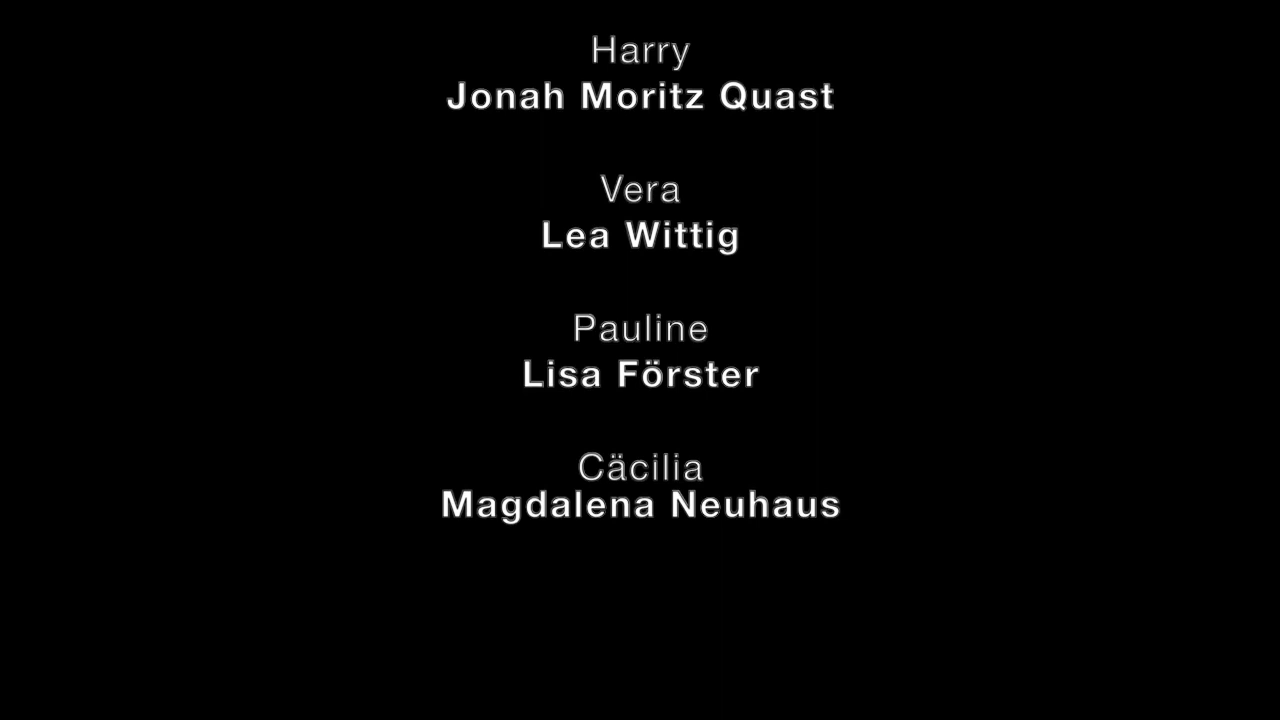 Harry
Jonah Moritz Quast
Vera
Lea Wittig
Pauline
Lisa Förster
Cäcilia
Magdalena Neuhaus